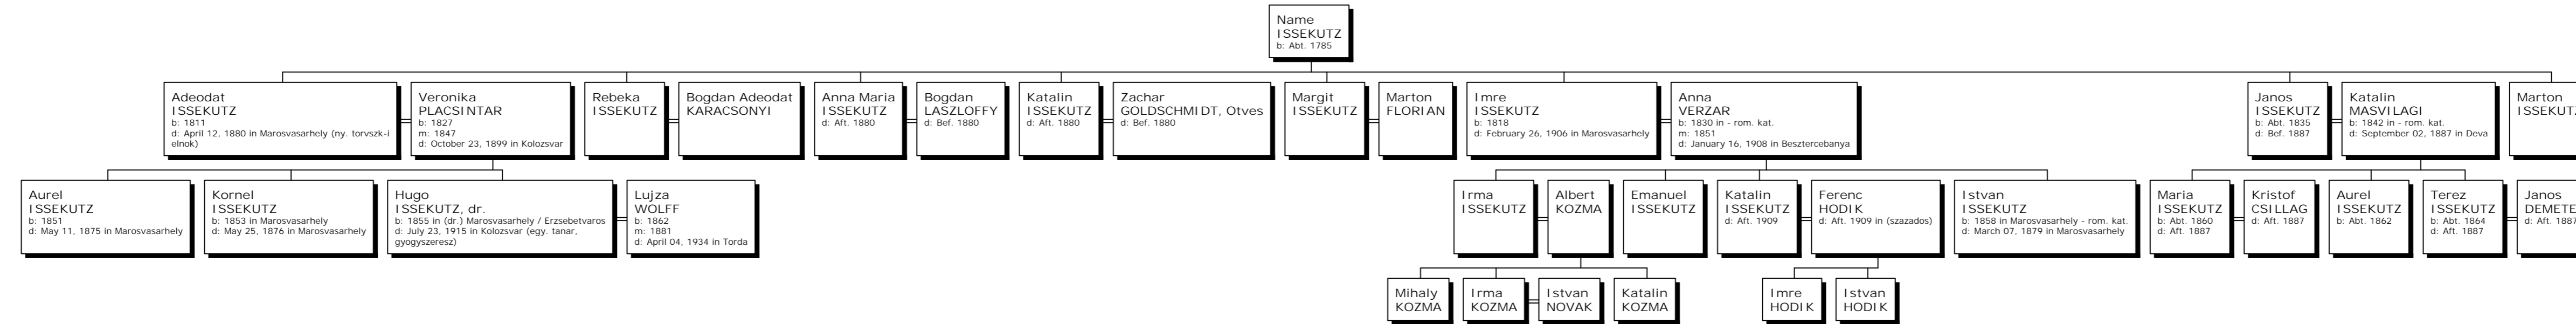 Name
ISSEKUTZ
b: Abt. 1785
Adeodat
ISSEKUTZ
b: 1811
d: April 12, 1880 in Marosvasarhely (ny. torvszk-i
elnok)
Veronika
PLACSINTAR
b: 1827
m: 1847
d: October 23, 1899 in Kolozsvar
Rebeka
ISSEKUTZ
Bogdan Adeodat
KARACSONYI
Anna Maria
ISSEKUTZ
d: Aft. 1880
Bogdan
LASZLOFFY
d: Bef. 1880
Katalin
ISSEKUTZ
d: Aft. 1880
Zachar
GOLDSCHMIDT, Otves
d: Bef. 1880
Margit
ISSEKUTZ
Marton
FLORIAN
Imre
ISSEKUTZ
b: 1818
d: February 26, 1906 in Marosvasarhely
Anna
VERZAR
b: 1830 in - rom. kat.
m: 1851
d: January 16, 1908 in Besztercebanya
Janos
ISSEKUTZ
b: Abt. 1835
d: Bef. 1887
Katalin
MASVILAGI
b: 1842 in - rom. kat.
d: September 02, 1887 in Deva
Marton
ISSEKUTZ
Aurel
ISSEKUTZ
b: 1851
d: May 11, 1875 in Marosvasarhely
Kornel
ISSEKUTZ
b: 1853 in Marosvasarhely
d: May 25, 1876 in Marosvasarhely
Hugo
ISSEKUTZ, dr.
b: 1855 in (dr.) Marosvasarhely / Erzsebetvaros
d: July 23, 1915 in Kolozsvar (egy. tanar,
gyogyszeresz)
Lujza
WOLFF
b: 1862
m: 1881
d: April 04, 1934 in Torda
Irma
ISSEKUTZ
Albert
KOZMA
Emanuel
ISSEKUTZ
Katalin
ISSEKUTZ
d: Aft. 1909
Ferenc
HODIK
d: Aft. 1909 in (szazados)
Istvan
ISSEKUTZ
b: 1858 in Marosvasarhely - rom. kat.
d: March 07, 1879 in Marosvasarhely
Maria
ISSEKUTZ
b: Abt. 1860
d: Aft. 1887
Kristof
CSILLAG
d: Aft. 1887
Aurel
ISSEKUTZ
b: Abt. 1862
Terez
ISSEKUTZ
b: Abt. 1864
d: Aft. 1887
Janos
DEMETE
d: Aft. 1887
Mihaly
KOZMA
Irma
KOZMA
Istvan
NOVAK
Katalin
KOZMA
Imre
HODIK
Istvan
HODIK